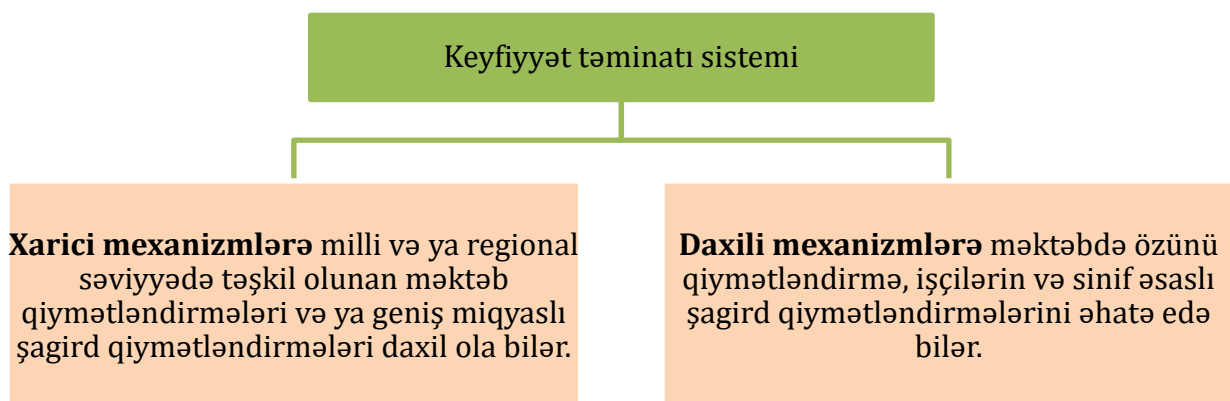 Keyfiyyət təminatı sistemi
Xarici mexanizmlərə milli və ya regional
səviyyədə təşkil olunan məktəb
qiymətləndirmələri və ya geniş miqyaslı
şagird qiymətləndirmələri daxil ola bilər.
Daxili mexanizmlərə məktəbdə özünü
qiymətləndirmə, işçilərin və sinif əsaslı
şagird qiymətləndirmələrini əhatə edə
bilər.